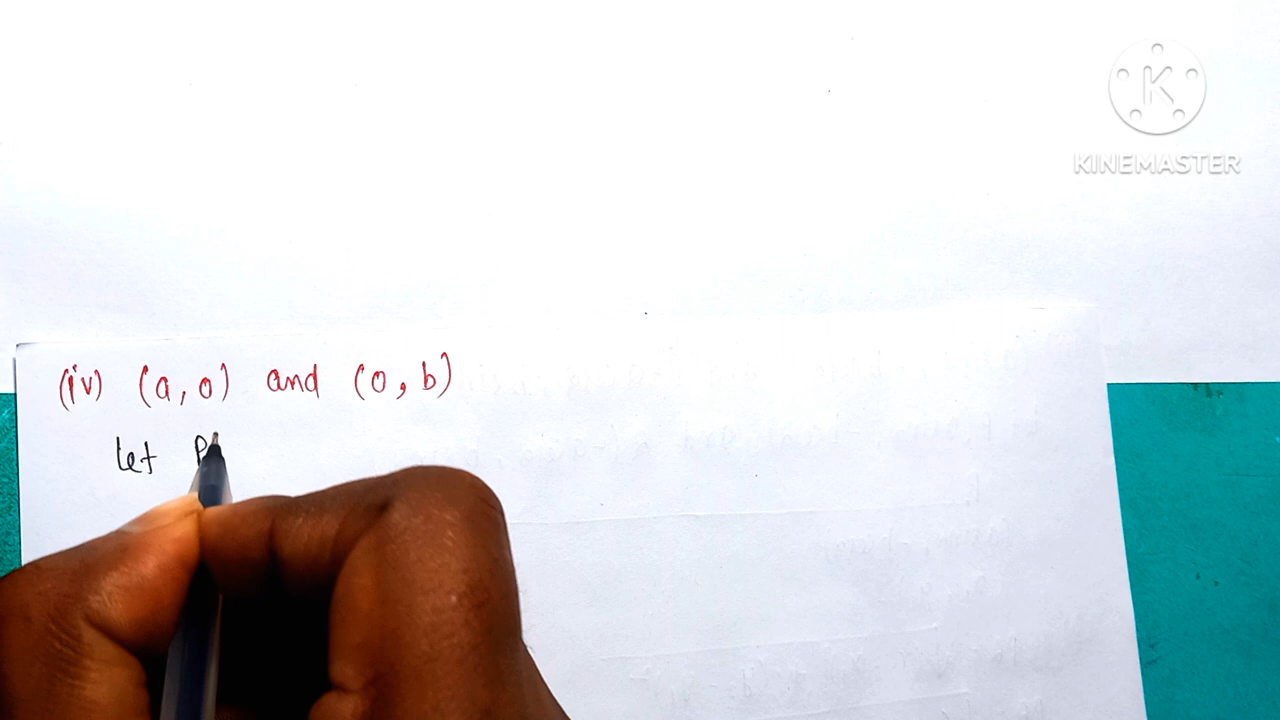 KINEMASTER
(iv) (a, 0) and (0, b)
let P